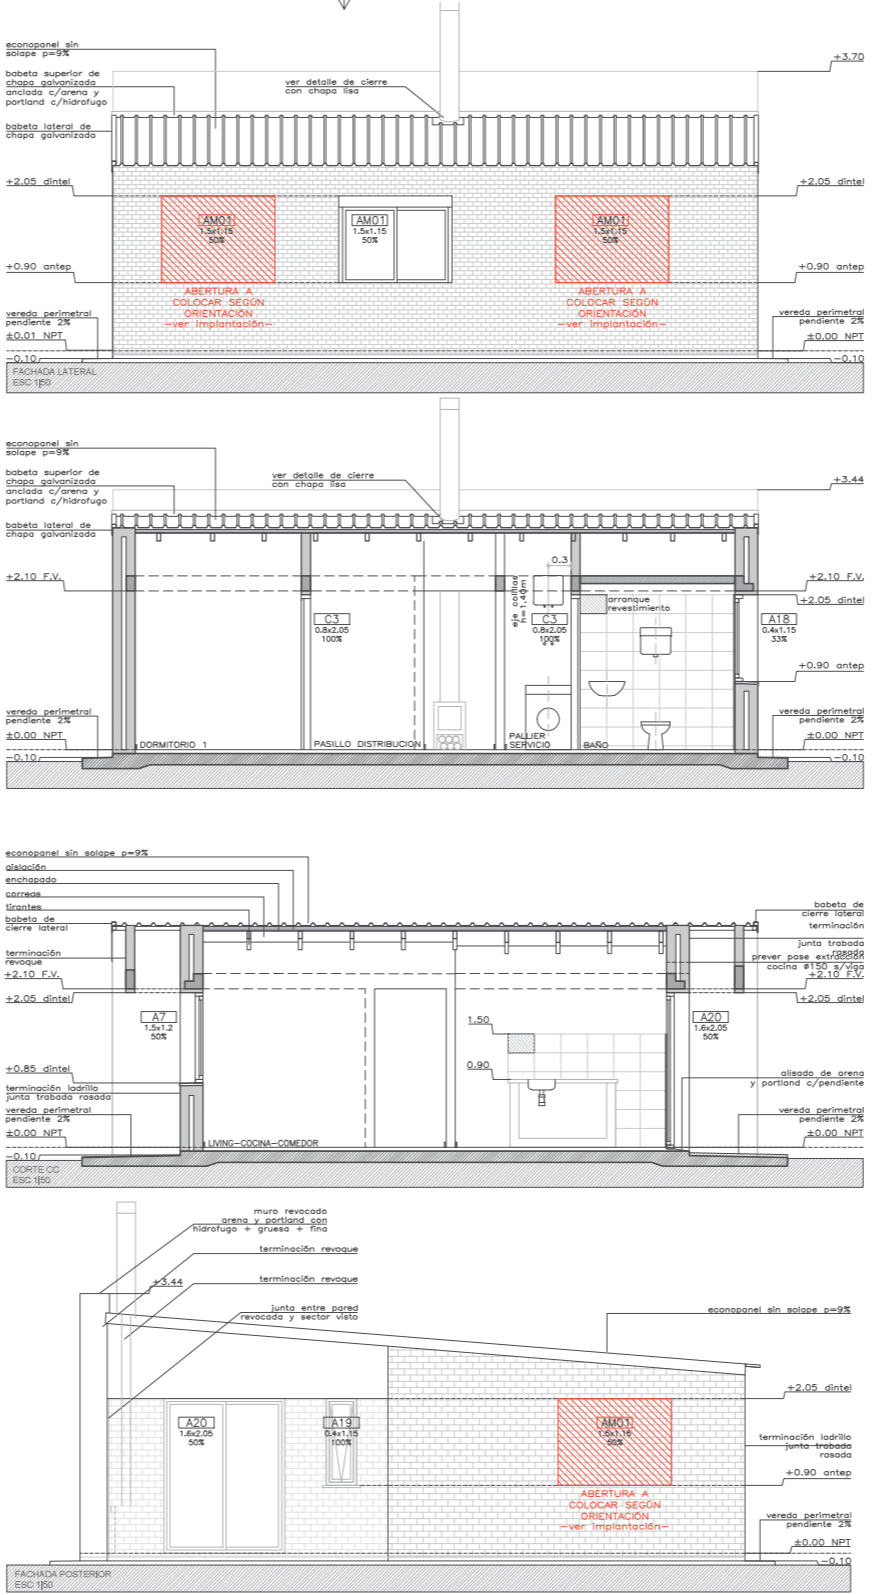 econopanel sin
solape p=9%
babeta superior de
chapa galvanizada
anclada c/arena y
portland c/hidrofugo
babeta lateral de
chapa galvanizada
ver detalle de cierre
con chapa lisa
+3.70
+2.05 dintel
+2.05 dintel
AM01
1.5x1.15
50%
AM01
1.5x1.15
50%
AM01
1.5x1.15
50%
+0.90 antep
+0.90 antep
ABERTURA A
COLOCAR SEGÚN
ORIENTACIÓN
—ver implantación—
ABERTURA A
COLOCAR SEGÚN
ORIENTACIÓN
—ver implantación—
vereda perimetral
pendiente 2%
±0.01 NPT
-0.10
vereda perimetral
pendiente 2%
±0.00 NPT
-0.10
FACHADA LATERAL
ESC 1|50
econopanel sin
solape p=9%
babeta superior de
chapa galvanizada
anclada c/arena y
portland c/hidrofugo
babeta lateral de
chapa galvanizada
ver detalle de cierre
con chapa lisa
+3.44
+2.10 F.V.
0.3
eje colillas
h=1.40m
arranque
revestimiento
+2.10 F.V.
+2.05 dintel
C3
0.8x2.05
100%
C3
0.8x2.05
100%
A18
0.4x1.15
33%
+0.90 antep
vereda perimetral
pendiente 2%
±0.00 NPT
-0.10
DORMITORIO 1
PASILLO DISTRIBUCION
PALLIER
SERVICIO
BAÑO
vereda perimetral
pendiente 2%
±0.00 NPT
-0.10
econopanel sin solape p=9%
aislación
enchapado
correas
tirantes
babeta de
cierre lateral
terminación
revoque
+2.10 F.V.
+2.05 dintel
babeta de
cierre lateral
terminación
junta trabada
rasada
prever pase extracción
cocina ø150 s/viga
+2.10 F.V.
+2.05 dintel
A7
1.5x1.2
50%
1.50
0.90
A20
1.6x2.05
50%
+0.85 dintel
terminación ladrillo
junta trabada rasada
vereda perimetral
pendiente 2%
±0.00 NPT
-0.10
LIVING-COCINA-COMEDOR
alisado de arena
y portland c/pendiente
vereda perimetral
pendiente 2%
±0.00 NPT
-0.10
CORTE CC
ESC 1|50
muro revocado
arena y portland con
hidrofugo + gruesa + fina
terminación revoque
+3.44
terminación revoque
junta entre pared
revocada y sector visto
econopanel sin solape p=9%
+2.05 dintel
A20
1.6x2.05
50%
A19
0.4x1.15
100%
AM01
1.5x1.15
50%
terminación ladrillo
junta trabada
rasada
+0.90 antep
ABERTURA A
COLOCAR SEGÚN
ORIENTACIÓN
—ver implantación—
vereda perimetral
pendiente 2%
±0.00 NPT
-0.10
FACHADA POSTERIOR
ESC 1|50